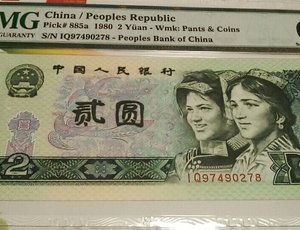 MG
GUARANTY
China / Peoples Republic
Pick# 885a 1980 2 Yüan - Wmk: Pants & Coins
S/N IQ97490278 - Peoples Bank of China
中国人民银行
贰圆
2
IQ97490278